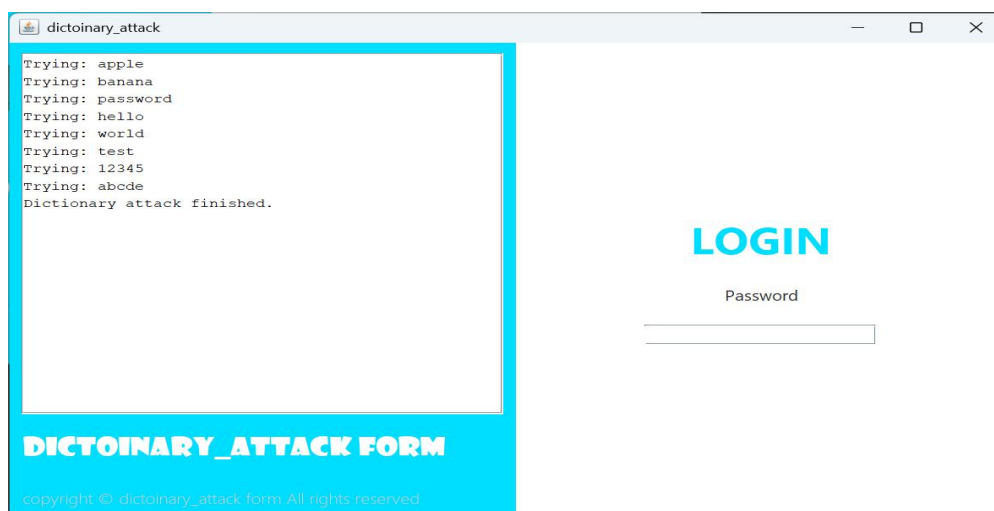 dictoinary_attack
Trying: apple
Trying: banana
Trying: password
Trying: hello
Trying: world
Trying: test
Trying: 12345
Trying: abcde
Dictionary attack finished.
DICTOINARY_ATTACK FORM
copyright © dictoinary_attack form All rights reserved
LOGIN
Password